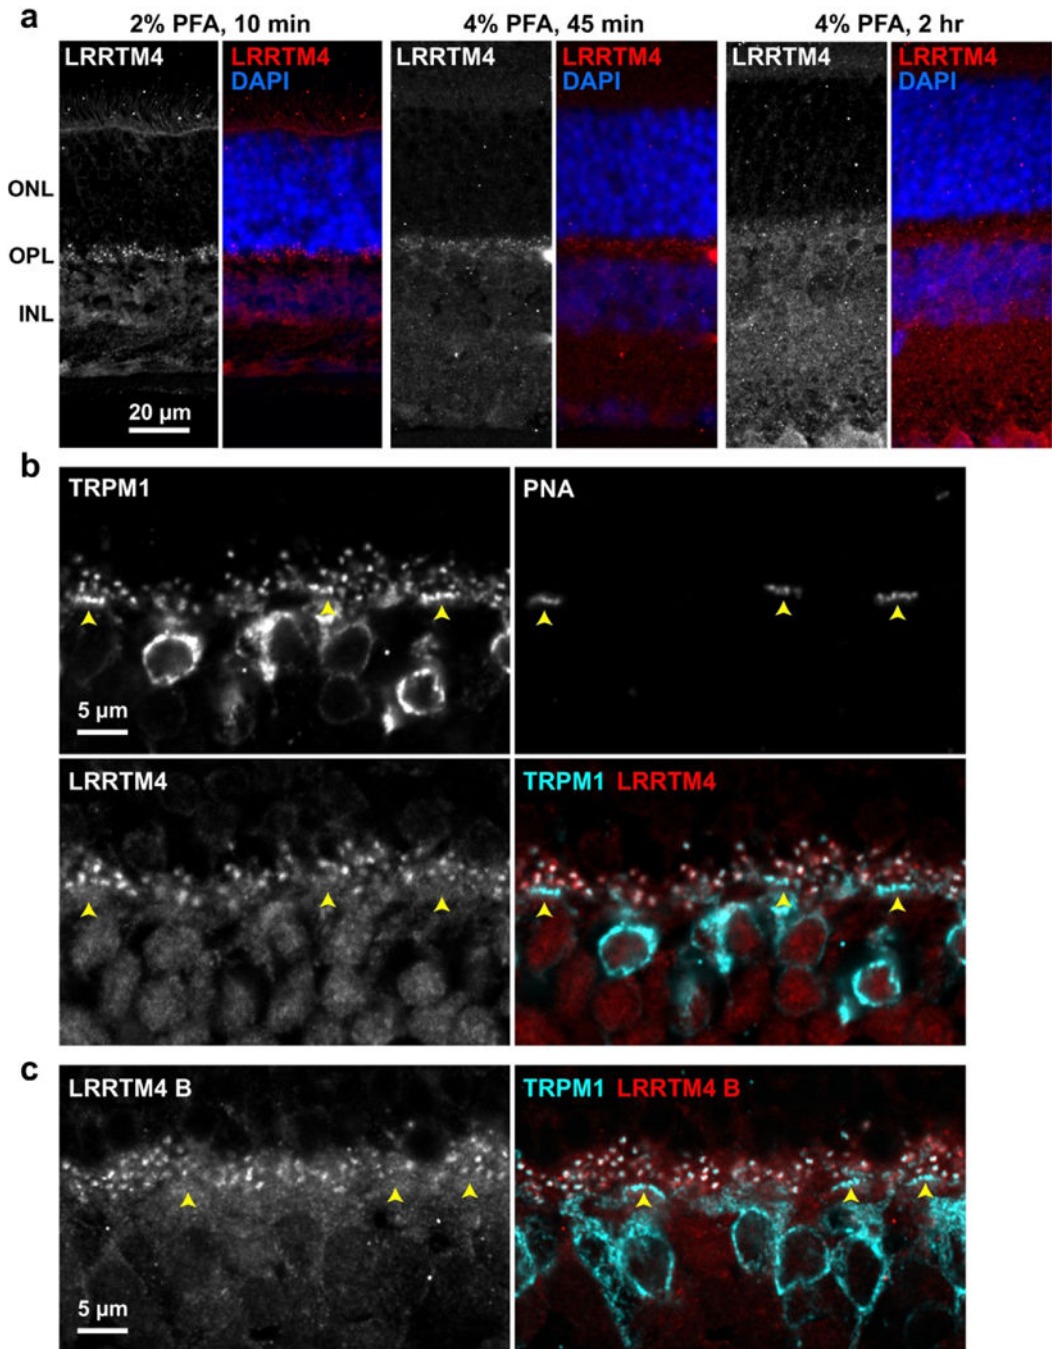 a
2% PFA, 10 min
4% PFA, 45 min
4% PFA, 2 hr
LRRTM4
LRRTM4
DAPI
LRRTM4
LRRTM4
DAPI
LRRTM4
LRRTM4
DAPI
ONL
OPL
INL
20 µm
b
TRPM1
PNA
5 µm
LRRTM4
TRPM1 LRRTM4
c
LRRTM4 B
TRPM1 LRRTM4 B
5 µm